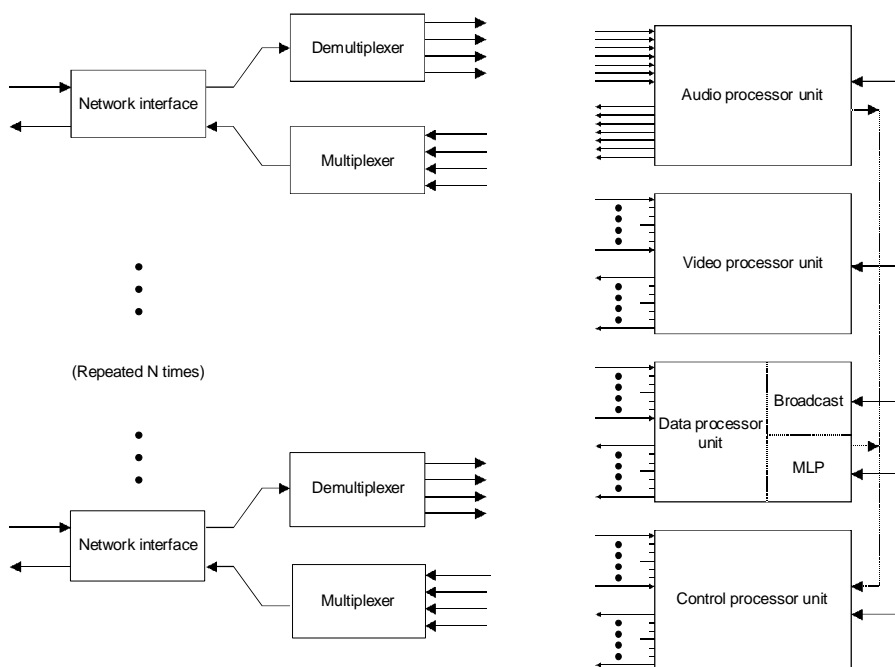 Demultiplexer
Network interface
Multiplexer
(Repeated N times)
Demultiplexer
Network interface
Multiplexer
Audio processor unit
Video processor unit
Data processor
unit
Broadcast
MLP
Control processor unit